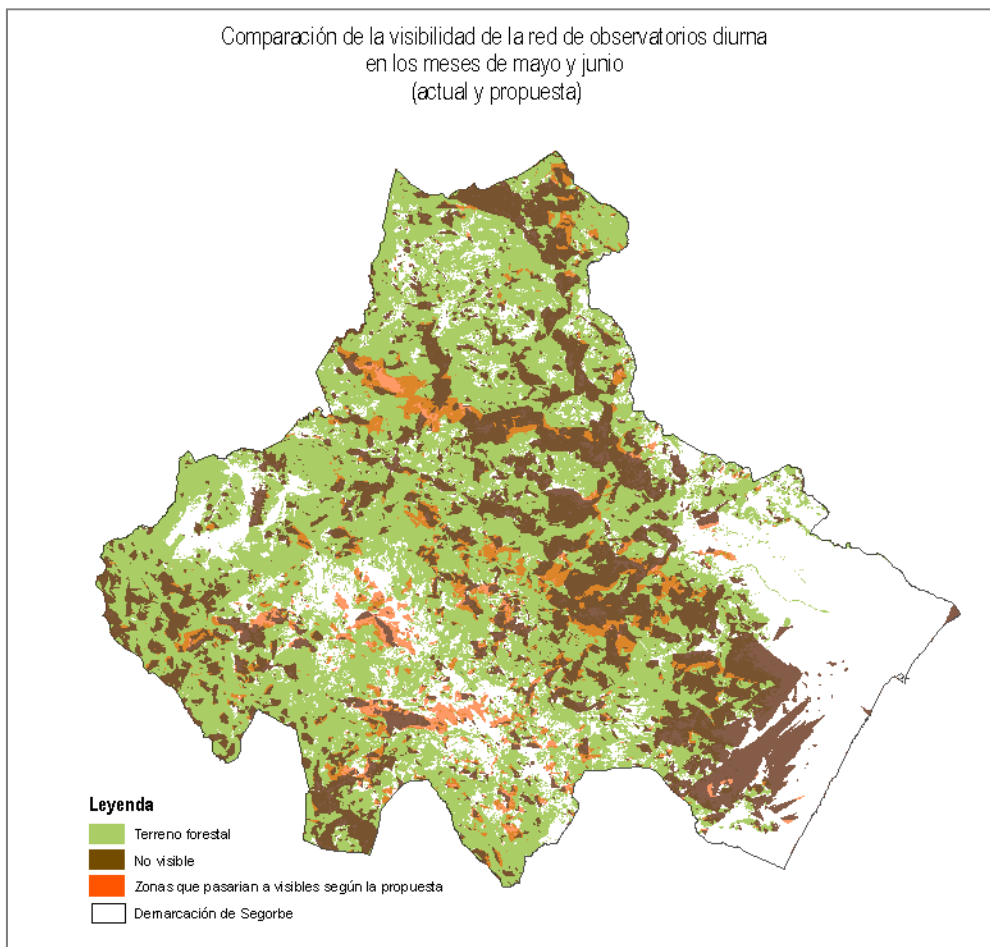 Comparación de la visibilidad de la red de observatorios diurna
en los meses de mayo y junio
(actual y propuesta)
Leyenda
Terreno forestal
No visible
Zonas que pasarian a visibles según la propuesta
Demarcación de Segorbe